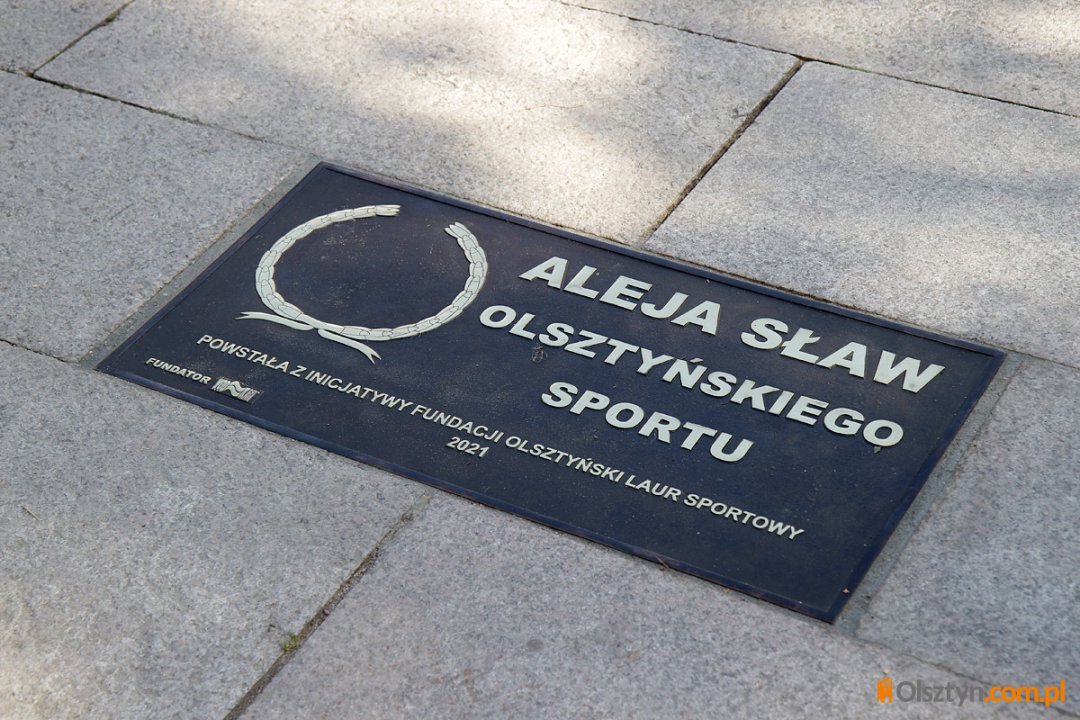 ALEJA SŁAW
OLSZTYŃSKIEGO
SPORTU
POWSTAŁA Z INICJATYWY FUNDACJI OLSZTYŃSKI LAUR SPORTOWY
2021
FUNDATOR
Olsztyn.com.pl